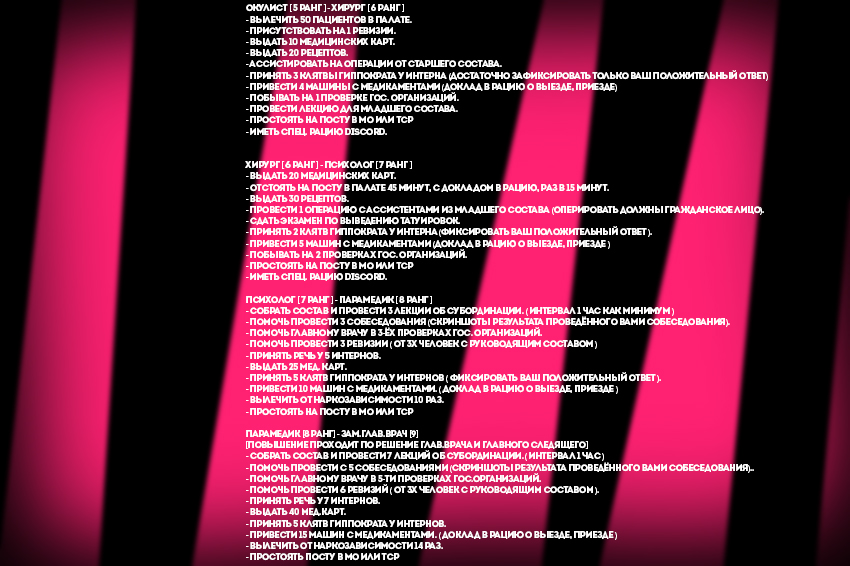 ОКУЛИСТ [ 5 РАНГ ] - ХИРУРГ [ 6 РАНГ ]
- ВЫЛЕЧИТЬ 50 ПАЦИЕНТОВ В ПАЛАТЕ.
- ПРИСУТСТВОВАТЬ НА 1 РЕВИЗИИ.
- ВЫДАТЬ 10 МЕДИЦИНСКИХ КАРТ.
- ВЫДАТЬ 20 РЕЦЕПТОВ.
- АССИСТИРОВАТЬ НА ОПЕРАЦИИ ОТ СТАРШЕГО СОСТАВА.
- ПРИНЯТЬ 3 КЛЯТВЫ ГИППОКРАТА У ИНТЕРНА (ДОСТАТОЧНО ЗАФИКСИРОВАТЬ ТОЛЬКО ВАШ ПОЛОЖИТЕЛЬНЫЙ ОТВЕТ)
- ПРИВЕСТИ 4 МАШИНЫ С МЕДИКАМЕНТАМИ (ДОКЛАД В РАЦИЮ О ВЫЕЗДЕ, ПРИЕЗДЕ)
- ПОБЫВАТЬ НА 1 ПРОВЕРКЕ ГОС. ОРГАНИЗАЦИЙ.
- ПРОВЕСТИ ЛЕКЦИЮ ДЛЯ МЛАДШЕГО СОСТАВА.
- ПРОСТОЯТЬ НА ПОСТУ В МО ИЛИ ТСР
- ИМЕТЬ СПЕЦ. РАЦИЮ DISCORD.
ХИРУРГ [ 6 РАНГ ] - ПСИХОЛОГ [ 7 РАНГ ]
- ВЫДАТЬ 20 МЕДИЦИНСКИХ КАРТ.
- ОТСТОЯТЬ НА ПОСТУ В ПАЛАТЕ 45 МИНУТ, С ДОКЛАДОМ В РАЦИЮ, РАЗ В 15 МИНУТ.
- ВЫДАТЬ 30 РЕЦЕПТОВ.
- ПРОВЕСТИ 1 ОПЕРАЦИЮ С АССИСТЕНТАМИ ИЗ МЛАДШЕГО СОСТАВА (ОПЕРИРОВАТЬ ДОЛЖНЫ ГРАЖДАНСКОЕ ЛИЦО).
- СДАТЬ ЭКЗАМЕН ПО ВЫВЕДЕНИЮ ТАТУИРОВОК.
- ПРИНЯТЬ 2 КЛЯТВ ГИППОКРАТА У ИНТЕРНА (ФИКСИРОВАТЬ ВАШ ПОЛОЖИТЕЛЬНЫЙ ОТВЕТ ).
- ПРИВЕСТИ 5 МАШИН С МЕДИКАМЕНТАМИ (ДОКЛАД В РАЦИЮ О ВЫЕЗДЕ, ПРИЕЗДЕ )
- ПОБЫВАТЬ НА 2 ПРОВЕРКАХ ГОС. ОРГАНИЗАЦИЙ.
- ПРОСТОЯТЬ НА ПОСТУ В МО ИЛИ ТСР
- ИМЕТЬ СПЕЦ. РАЦИЮ DISCORD.
ПСИХОЛОГ [ 7 РАНГ ] - ПАРАМЕДИК [ 8 РАНГ ]
- СОБРАТЬ СОСТАВ И ПРОВЕСТИ 3 ЛЕКЦИИ ОБ СУБОРДИНАЦИИ. ( ИНТЕРВАЛ 1 ЧАС КАК МИНИМУМ )
- ПОМОЧЬ ПРОВЕСТИ 3 СОБЕСЕДОВАНИЯ (СКРИНШОТЫ РЕЗУЛЬТАТА ПРОВЕДЁННОГО ВАМИ СОБЕСЕДОВАНИЯ).
- ПОМОЧЬ ГЛАВНОМУ ВРАЧУ В 3-ЁХ ПРОВЕРКАХ ГОС. ОРГАНИЗАЦИЙ.
- ПОМОЧЬ ПРОВЕСТИ 3 РЕВИЗИИ ( ОТ 3Х ЧЕЛОВЕК С РУКОВОДЯЩИМ СОСТАВОМ )
- ПРИНЯТЬ РЕЧЬ У 5 ИНТЕРНОВ.
- ВЫДАТЬ 25 МЕД. КАРТ.
- ПРИНЯТЬ 5 КЛЯТВ ГИППОКРАТА У ИНТЕРНОВ ( ФИКСИРОВАТЬ ВАШ ПОЛОЖИТЕЛЬНЫЙ ОТВЕТ ).
- ПРИВЕСТИ 10 МАШИН С МЕДИКАМЕНТАМИ. ( ДОКЛАД В РАЦИЮ О ВЫЕЗДЕ, ПРИЕЗДЕ )
- ВЫЛЕЧИТЬ ОТ НАРКОЗАВИСИМОСТИ 10 РАЗ.
- ПРОСТОЯТЬ НА ПОСТУ В МО ИЛИ ТСР
ПАРАМЕДИК [8 РАНГ] - ЗАМ.ГЛАВ.ВРАЧ [9]
[ПОВЫШЕНИЕ ПРОХОДИТ ПО РЕШЕНИЕ ГЛАВ.ВРАЧА И ГЛАВНОГО СЛЕДЯЩЕГО]
- СОБРАТЬ СОСТАВ И ПРОВЕСТИ 7 ЛЕКЦИЙ ОБ СУБОРДИНАЦИИ. ( ИНТЕРВАЛ 1 ЧАС )
- ПОМОЧЬ ПРОВЕСТИ С 5 СОБЕСЕДОВАНИЯМИ (СКРИНШОТЫ РЕЗУЛЬТАТА ПРОВЕДЁННОГО ВАМИ СОБЕСЕДОВАНИЯ)..
- ПОМОЧЬ ГЛАВНОМУ ВРАЧУ В 5-ТИ ПРОВЕРКАХ ГОС.ОРГАНИЗАЦИЙ.
- ПОМОЧЬ ПРОВЕСТИ 6 РЕВИЗИЙ ( ОТ 3Х ЧЕЛОВЕК С РУКОВОДЯЩИМ СОСТАВОМ ).
- ПРИНЯТЬ РЕЧЬ У 7 ИНТЕРНОВ.
- ВЫДАТЬ 40 МЕД.КАРТ.
- ПРИНЯТЬ 5 КЛЯТВ ГИППОКРАТА У ИНТЕРНОВ.
- ПРИВЕСТИ 15 МАШИН С МЕДИКАМЕНТАМИ. ( ДОКЛАД В РАЦИЮ О ВЫЕЗДЕ, ПРИЕЗДЕ )
- ВЫЛЕЧИТЬ ОТ НАРКОЗАВИСИМОСТИ 14 РАЗ.
- ПРОСТОЯТЬ ПОСТУ В МО ИЛИ ТСР